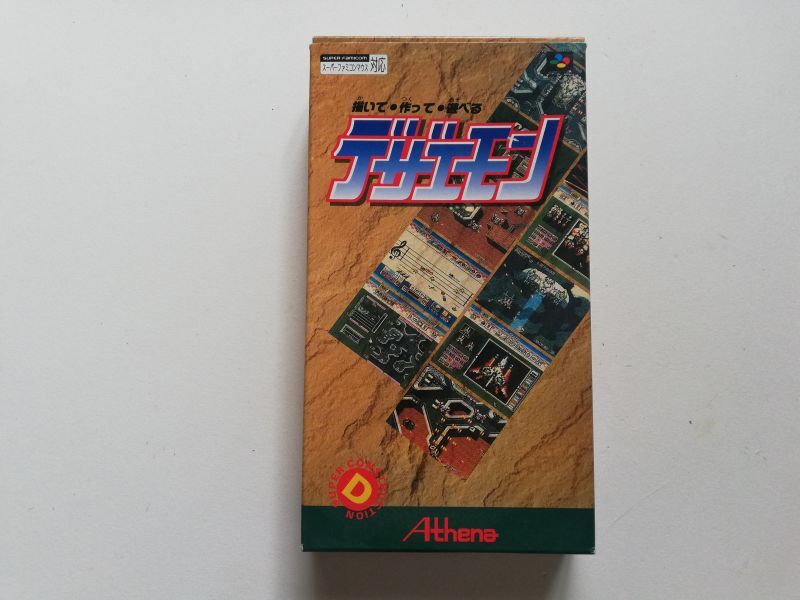 SUPER FAMICOM
スーパーファミコンマウス 対応
描いて●作って●遊べる
デザエモン
SUPER CONSTRUCTION
D
Athena